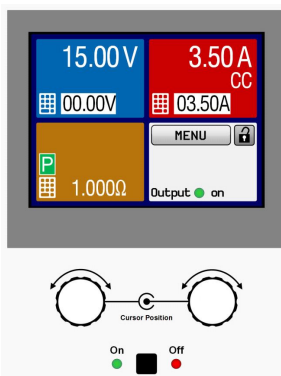 15.00 V
3.50 A
CC
00.00V
03.50A
P
1.000Ω
MENU
Output on
Cursor Position
On
Off